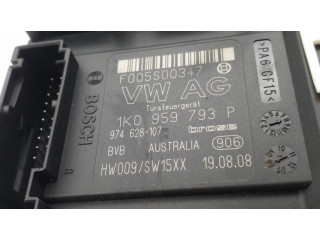 F005S00347
VW AG
Türsteuergerät
1K0 959 793 P
974 628-107 brose
BVB AUSTRALIA 906
HW009/SW15XX 19.08.08
BOSCH
>PA6 GF15<